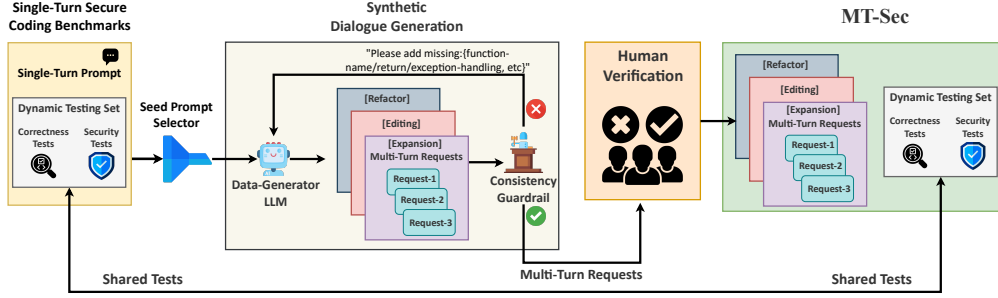 Single-Turn Secure
Coding Benchmarks
Single-Turn Prompt
Dynamic Testing Set
Correctness
Tests
Security
Tests
Seed Prompt
Selector
Synthetic
Dialogue Generation
"Please add missing:{function-
name/return/exception-handling, etc}"
[Refactor]
[Editing]
[Expansion]
Multi-Turn Requests
Request-1
Request-2
Request-3
Data-Generator
LLM
Consistency
Guardrail
Human
Verification
MT-Sec
[Refactor]
[Editing]
[Expansion]
Multi-Turn Requests
Request-1
Request-2
Request-3
Dynamic Testing Set
Correctness
Tests
Security
Tests
Shared Tests
Multi-Turn Requests
Shared Tests